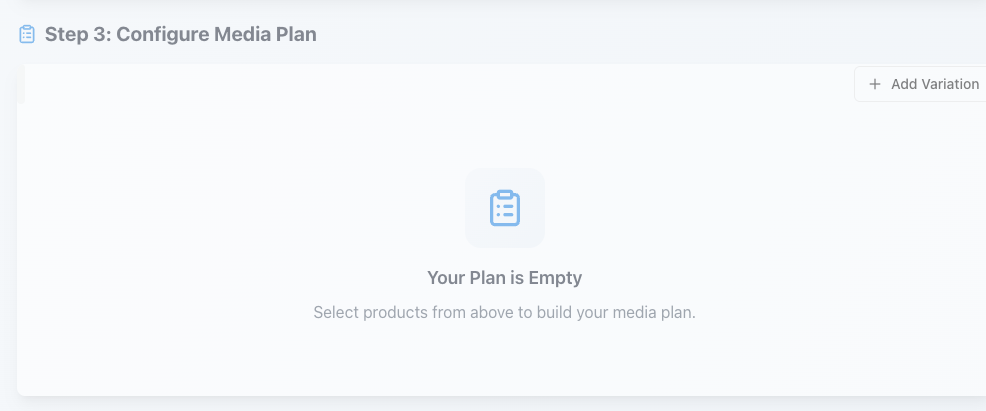 Step 3: Configure Media Plan
Add Variation
Your Plan is Empty
Select products from above to build your media plan.